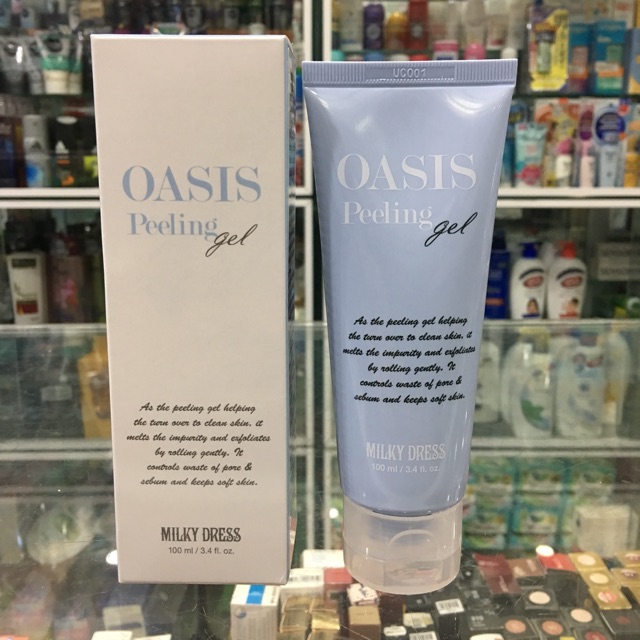 OASIS
Peeling
gel
As the peeling gel helping
the turn over to clean skin, it
melts the impurity and exfoliates
by rolling gently. It
controls waste of pore &
sebum and keeps soft skin.
MILKY DRESS
100 ml / 3.4 fl. oz.
UC001
OASIS
Peeling
gel
As the peeling gel helping
the turn over to clean skin, it
melts the impurity and exfoliates
by rolling gently. It
controls waste of pore &
sebum and keeps soft skin.
MILKY DRESS
100 ml / 3.4 fl. oz.